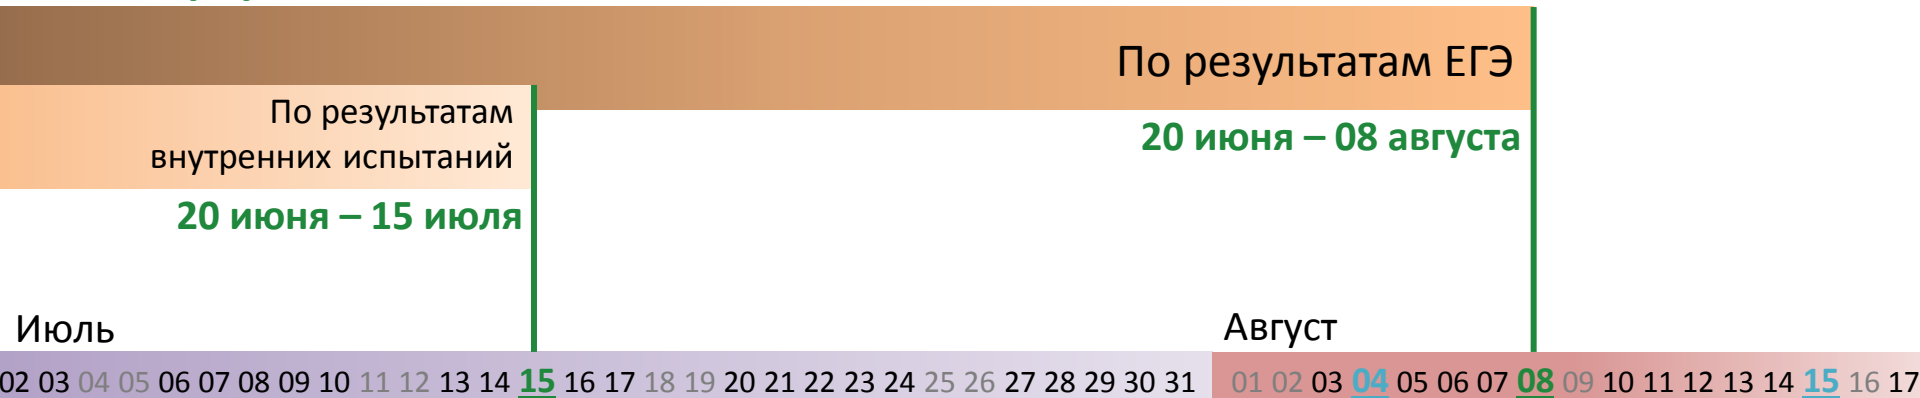 По результатам ЕГЭ
По результатам
внутренних испытаний
20 июня – 08 августа
20 июня – 15 июля
Июль
Август
02 03 04 05 06 07 08 09 10 11 12 13 14 15 16 17 18 19 20 21 22 23 24 25 26 27 28 29 30 31 01 02 03 04 05 06 07 08 09 10 11 12 13 14 15 16 17